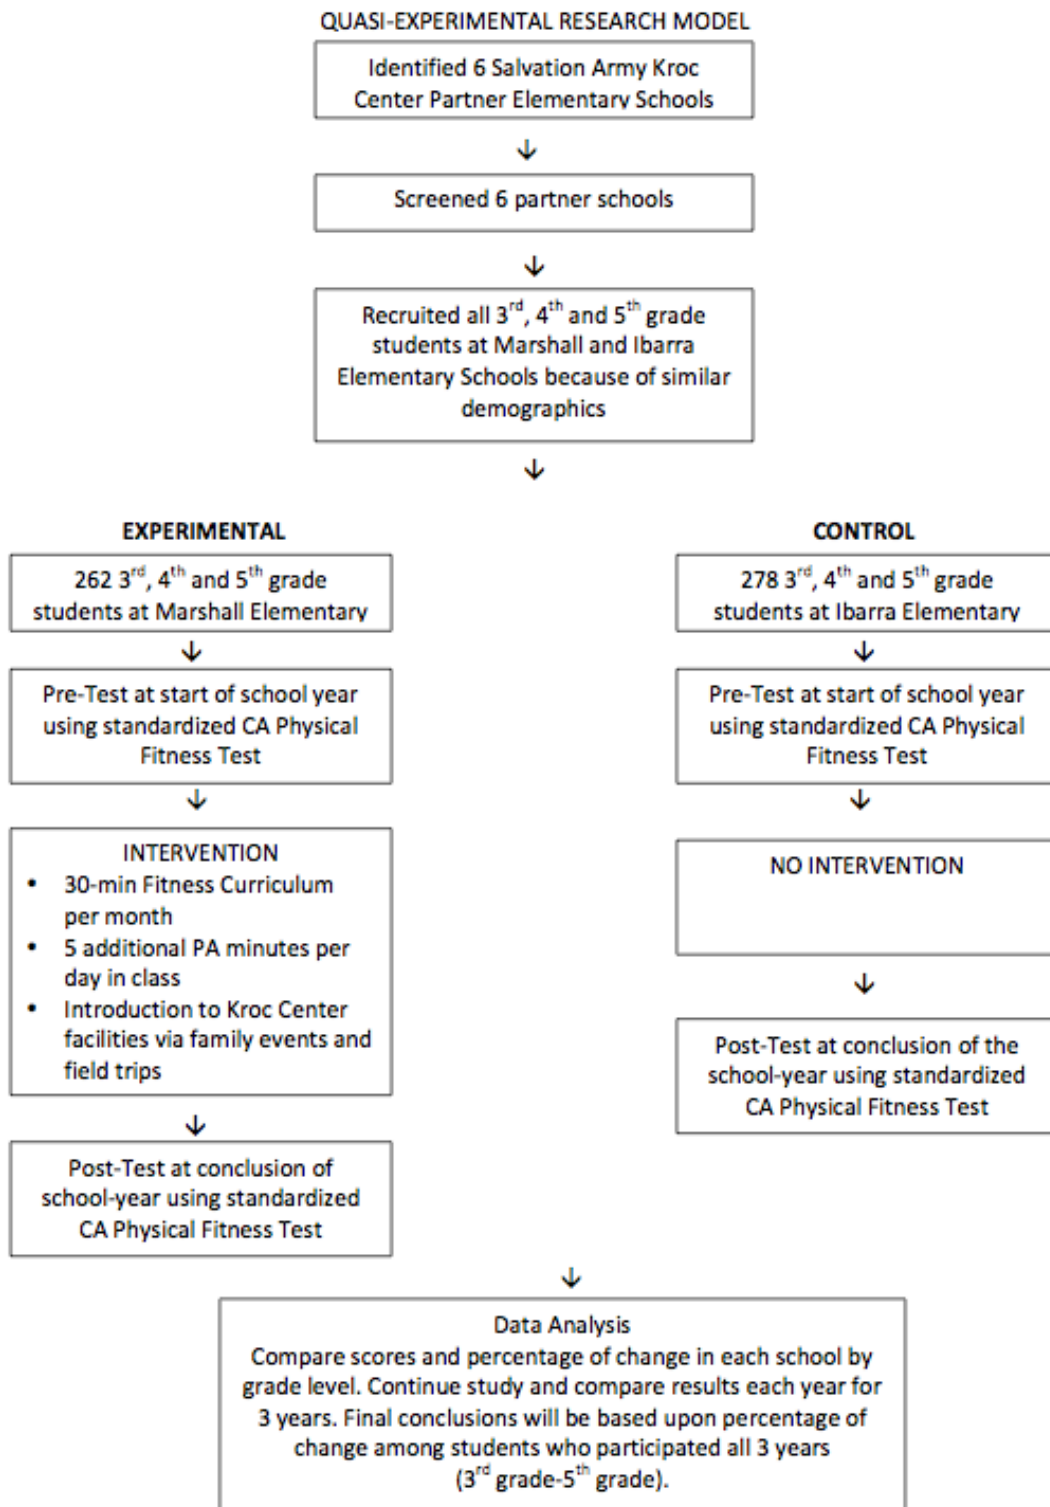 QUASI-EXPERIMENTAL RESEARCH MODEL
Identified 6 Salvation Army Kroc
Center Partner Elementary Schools
↓
Screened 6 partner schools
↓
Recruited all 3rd, 4th and 5th grade
students at Marshall and Ibarra
Elementary Schools because of similar
demographics
↓
EXPERIMENTAL
262 3rd, 4th and 5th grade
students at Marshall Elementary
↓
Pre-Test at start of school year
using standardized CA Physical
Fitness Test
↓
INTERVENTION
• 30-min Fitness Curriculum
per month
• 5 additional PA minutes per
day in class
• Introduction to Kroc Center
facilities via family events and
field trips
↓
Post-Test at conclusion of
school-year using standardized
CA Physical Fitness Test
CONTROL
278 3rd, 4th and 5th grade
students at Ibarra Elementary
↓
Pre-Test at start of school year
using standardized CA Physical
Fitness Test
↓
NO INTERVENTION
↓
Post-Test at conclusion of the
school-year using standardized
CA Physical Fitness Test
↓
Data Analysis
Compare scores and percentage of change in each school by
grade level. Continue study and compare results each year for
3 years. Final conclusions will be based upon percentage of
change among students who participated all 3 years
(3rd grade-5th grade).